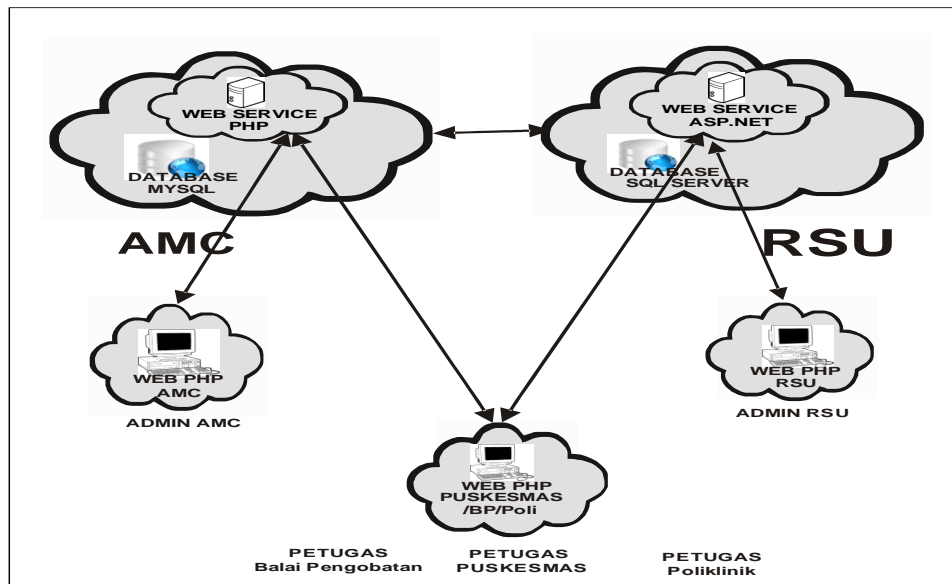 WEB SERVICE
PHP
DATABASE
MYSQL
WEB SERVICE
ASP.NET
DATABASE
SQL SERVER
AMC
RSU
WEB PHP
AMC
ADMIN AMC
WEB PHP
RSU
ADMIN RSU
WEB PHP
PUSKESMAS
/BP/Poli
PETUGAS
Balai Pengobatan
PETUGAS
PUSKESMAS
PETUGAS
Poliklinik